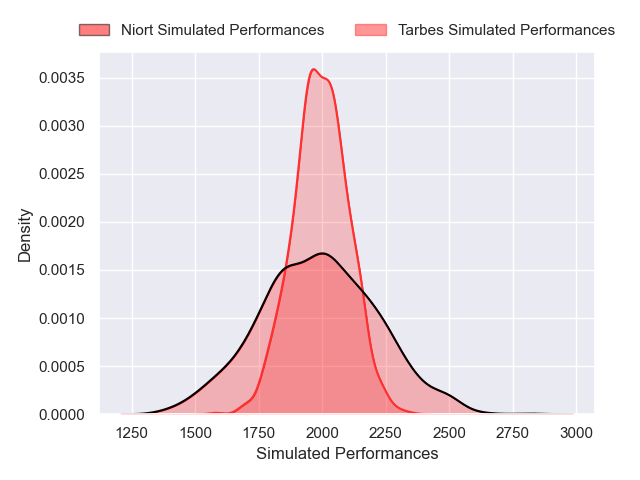 Niort Simulated Performances
Tarbes Simulated Performances
0.0035
0.0030
0.0025
0.0020
0.0015
0.0010
0.0005
0.0000
Density
1250 1500 1750 2000 2250 2500 2750 3000
Simulated Performances